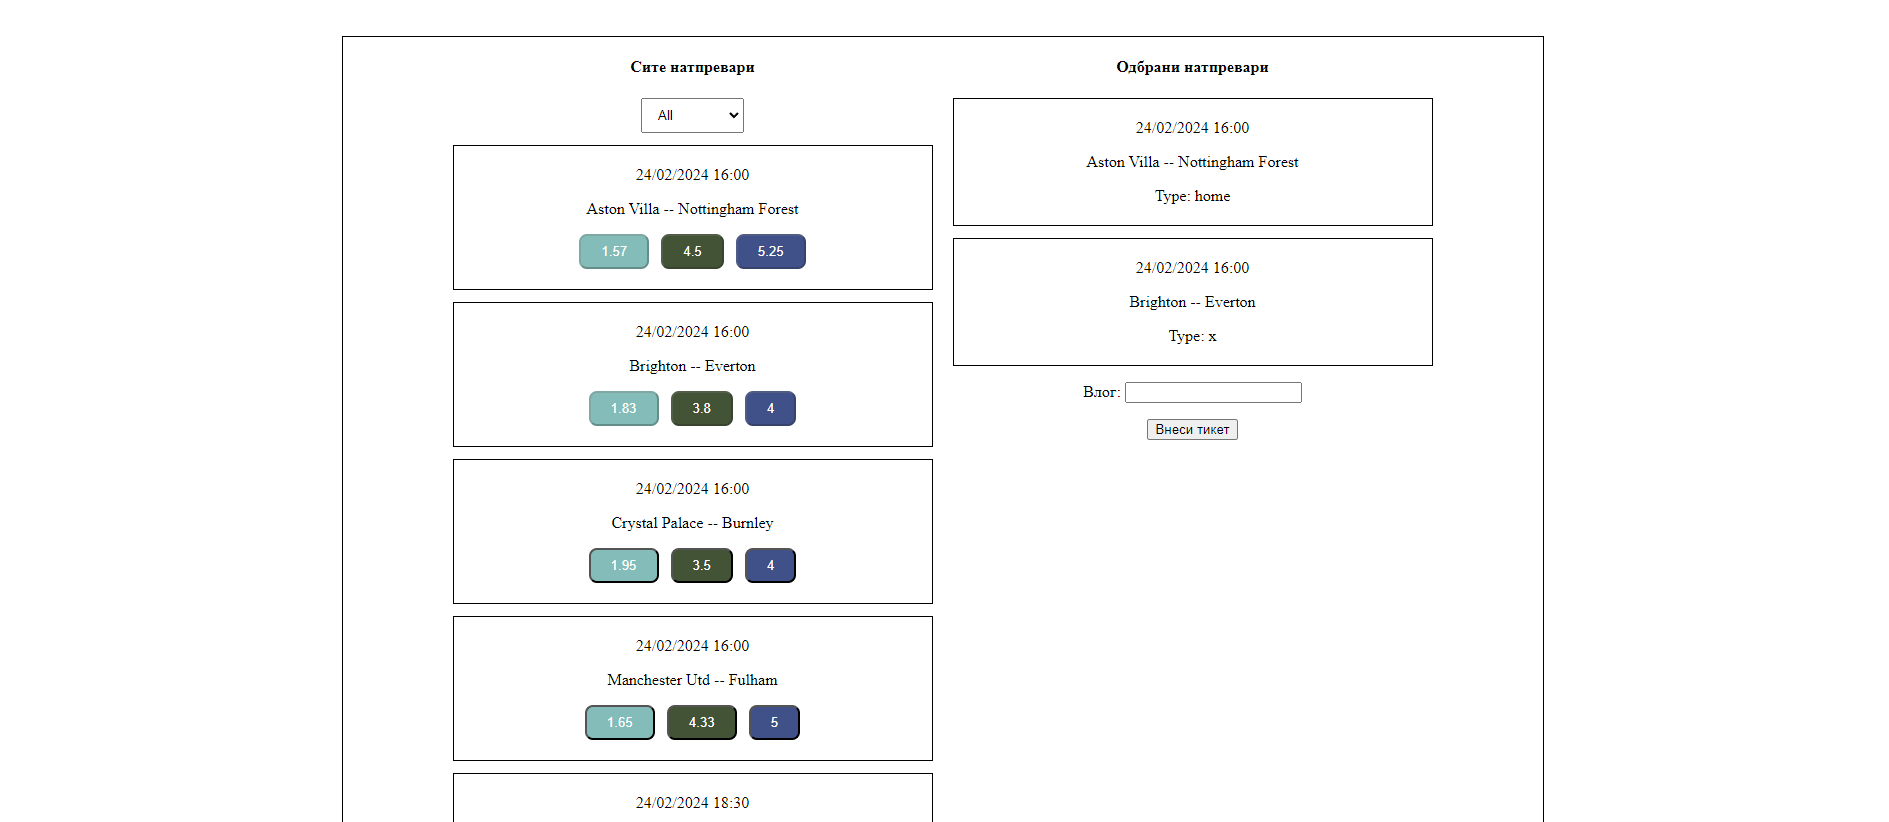 Сите натпревари
All
24/02/2024 16:00
Aston Villa -- Nottingham Forest
1.57 4.5 5.25
24/02/2024 16:00
Brighton -- Everton
1.83 3.8 4
24/02/2024 16:00
Crystal Palace -- Burnley
1.95 3.5 4
24/02/2024 16:00
Manchester Utd -- Fulham
1.65 4.33 5
24/02/2024 18:30
Одбрани натпревари
24/02/2024 16:00
Aston Villa -- Nottingham Forest
Type: home
24/02/2024 16:00
Brighton -- Everton
Type: x
Влог:
Внеси тикет